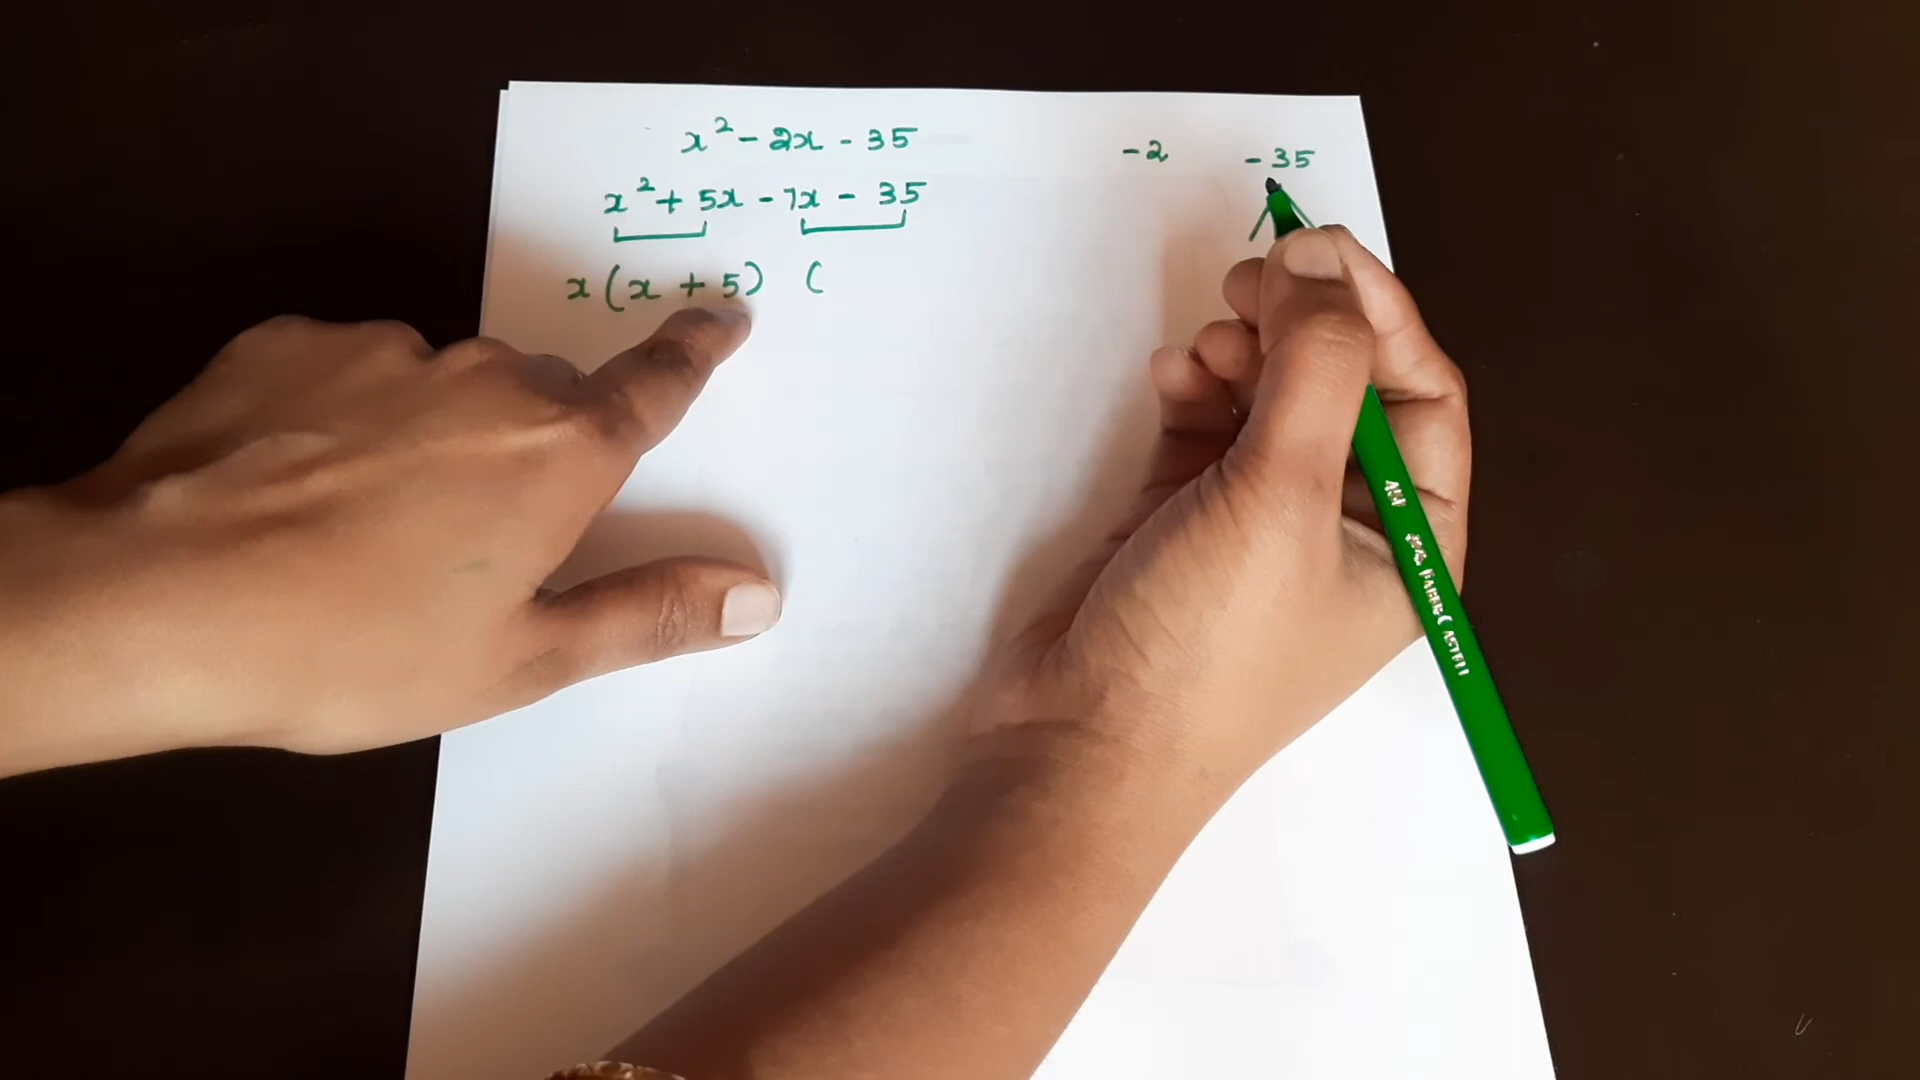 x² - 2x - 35
-2 -35
x² + 5x - 7x - 35
x(x + 5) (
FABER CASTELL